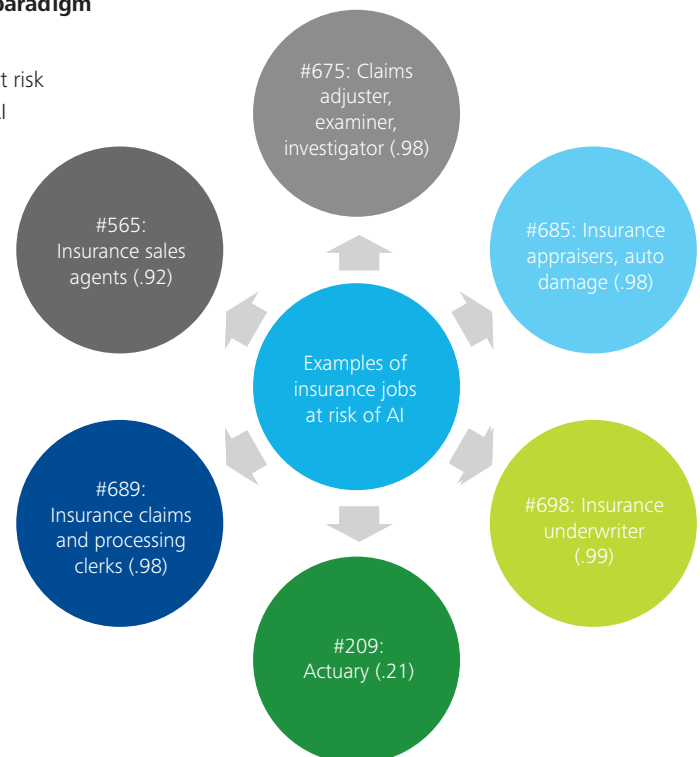 paradigm
t risk
AI
#675: Claims
adjuster,
examiner,
investigator (.98)
#565:
Insurance sales
agents (.92)
#685: Insurance
appraisers, auto
damage (.98)
Examples of
insurance jobs
at risk of AI
#689:
Insurance claims
and processing
clerks (.98)
#698: Insurance
underwriter
(.99)
#209:
Actuary (.21)